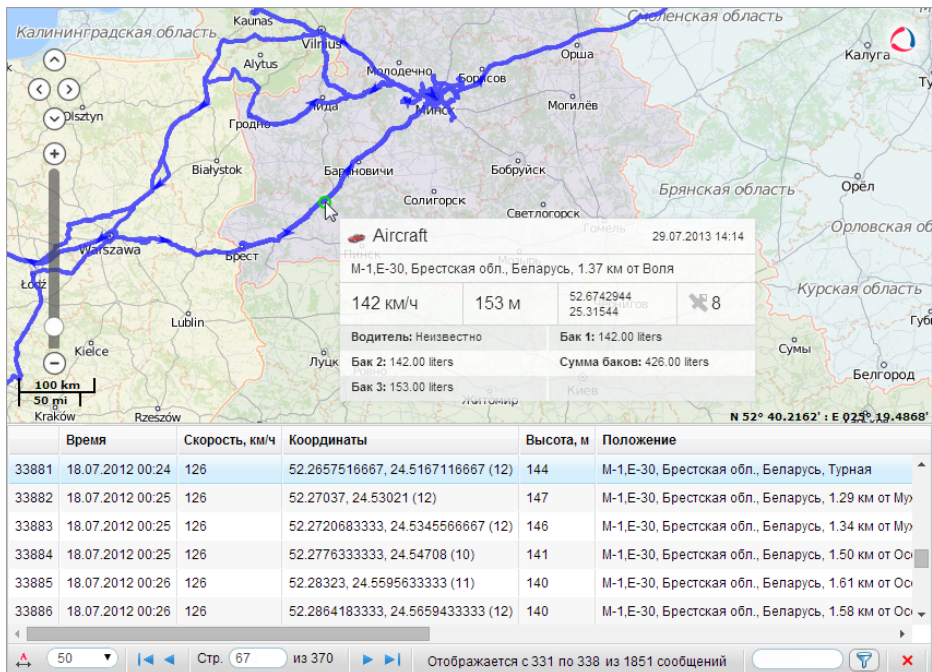 Калининградская область
Kaunas
Смоленская область
Vilnius
Орша
Калуга
Alytus
Молодечно
Борисов
Минск
Могилёв
Olsztyn
Лида
Гродно
Białystok
Барановичи
Бобруйск
Брянская область
Орёл
Солигорск
Светлогорск
Орловская об
Гомель
Warszawa
Брест
Пинск
Мозырь
Aircraft
29.07.2013 14:14
М-1,Е-30, Брестская обл., Беларусь, 1.37 км от Воля
142 км/ч
153 м
52.6742944
25.31544
8
Водитель: Неизвестно
Бак 1: 142.00 liters
Бак 2: 142.00 liters
Сумма баков: 426.00 liters
Бак 3: 153.00 liters
Łódź
Курская область
Lublin
Kielce
Луцк
Сумы
Белгород
Киев
Житомир
100 km
50 mi
Kraków
Rzeszów
N 52° 40.2162' : E 025° 19.4868'
Время Скорость, км/ч Координаты Высота, м Положение
33881 18.07.2012 00:24 126 52.2657516667, 24.5167116667 (12) 144 М-1,Е-30, Брестская обл., Беларусь, Турная
33882 18.07.2012 00:25 126 52.27037, 24.53021 (12) 147 М-1,Е-30, Брестская обл., Беларусь, 1.29 км от Мух
33883 18.07.2012 00:25 126 52.2720683333, 24.5345566667 (12) 146 М-1,Е-30, Брестская обл., Беларусь, 1.34 км от Мух
33884 18.07.2012 00:25 126 52.2776333333, 24.54708 (10) 141 М-1,Е-30, Брестская обл., Беларусь, 1.50 км от Осо
33885 18.07.2012 00:26 126 52.28323, 24.5595633333 (11) 140 М-1,Е-30, Брестская обл., Беларусь, 1.61 км от Осо
33886 18.07.2012 00:26 126 52.2864183333, 24.5659433333 (12) 140 М-1,Е-30, Брестская обл., Беларусь, 1.58 км от Осо
50 Стр. 67 из 370 Отображается с 331 по 338 из 1851 сообщений